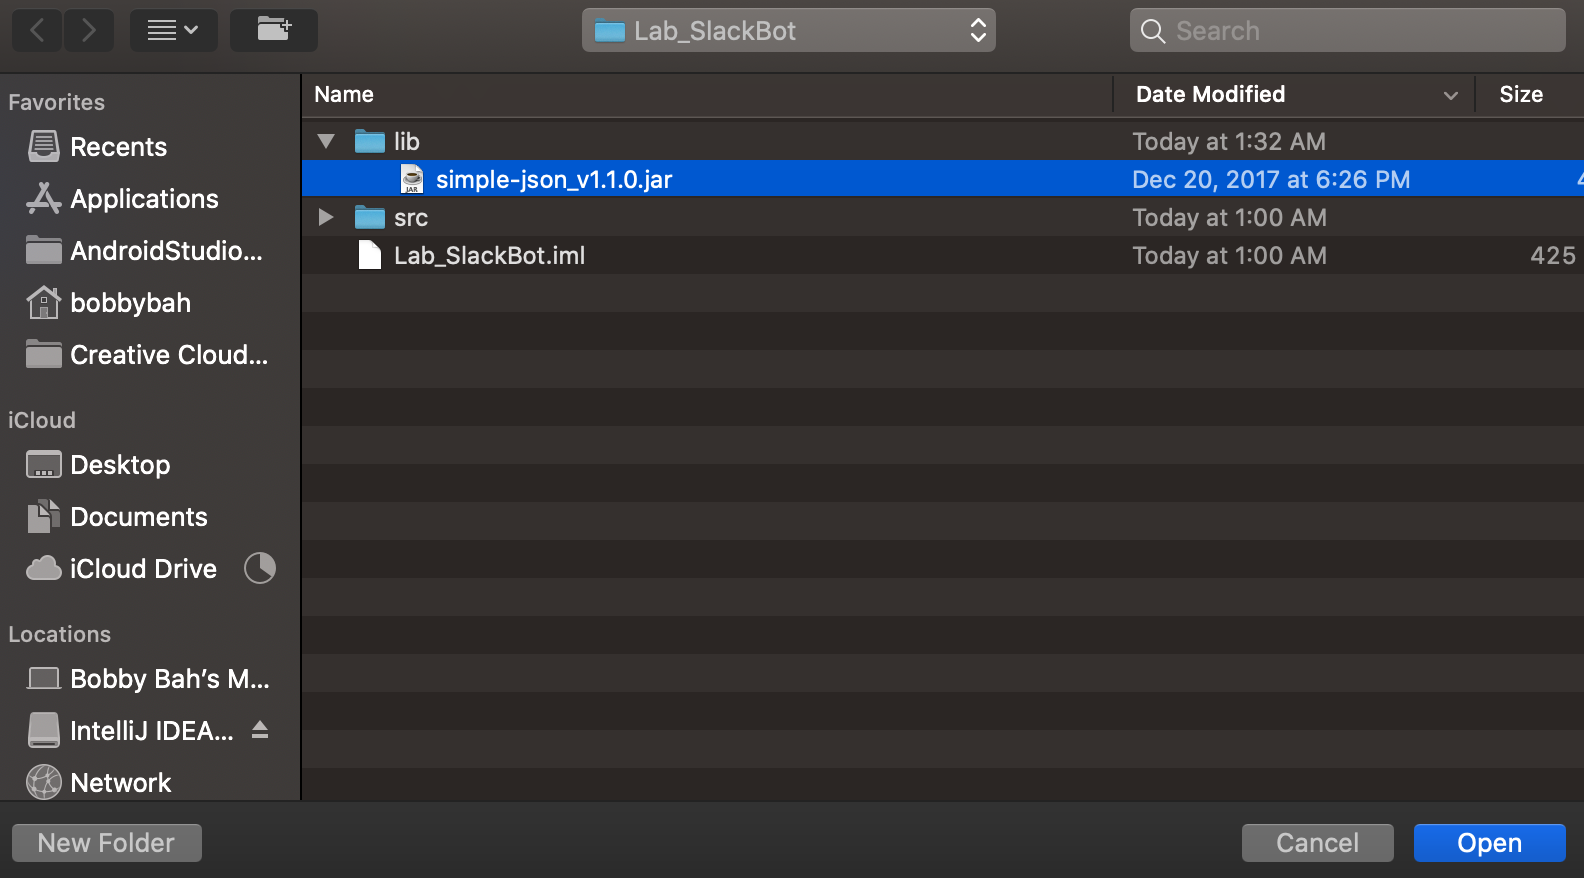 Lab_SlackBot
Search
Favorites
Recents
Applications
AndroidStudio...
bobbybah
Creative Cloud...
iCloud
Desktop
Documents
iCloud Drive
Locations
Bobby Bah’s M...
IntelliJ IDEA...
Network
Name Date Modified Size
lib Today at 1:32 AM
JAR simple-json_v1.1.0.jar Dec 20, 2017 at 6:26 PM
src Today at 1:00 AM
Lab_SlackBot.iml Today at 1:00 AM 425
New Folder Cancel Open